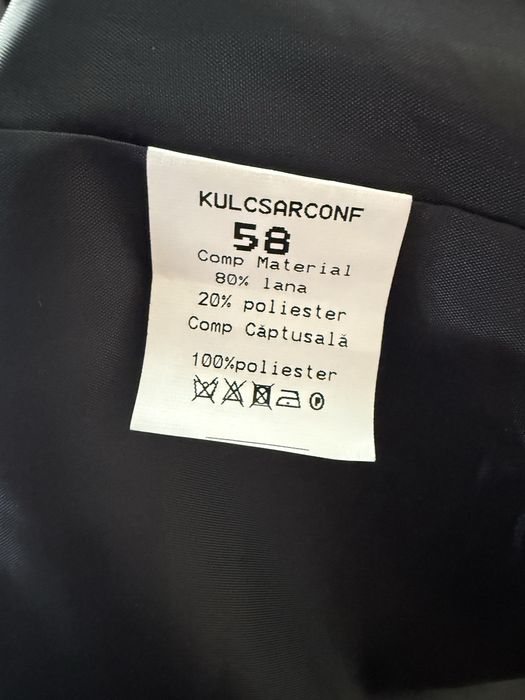 KULCSARCONF
58
Comp Material
80% lana
20% poliester
Comp Căptusală
100%poliester
P